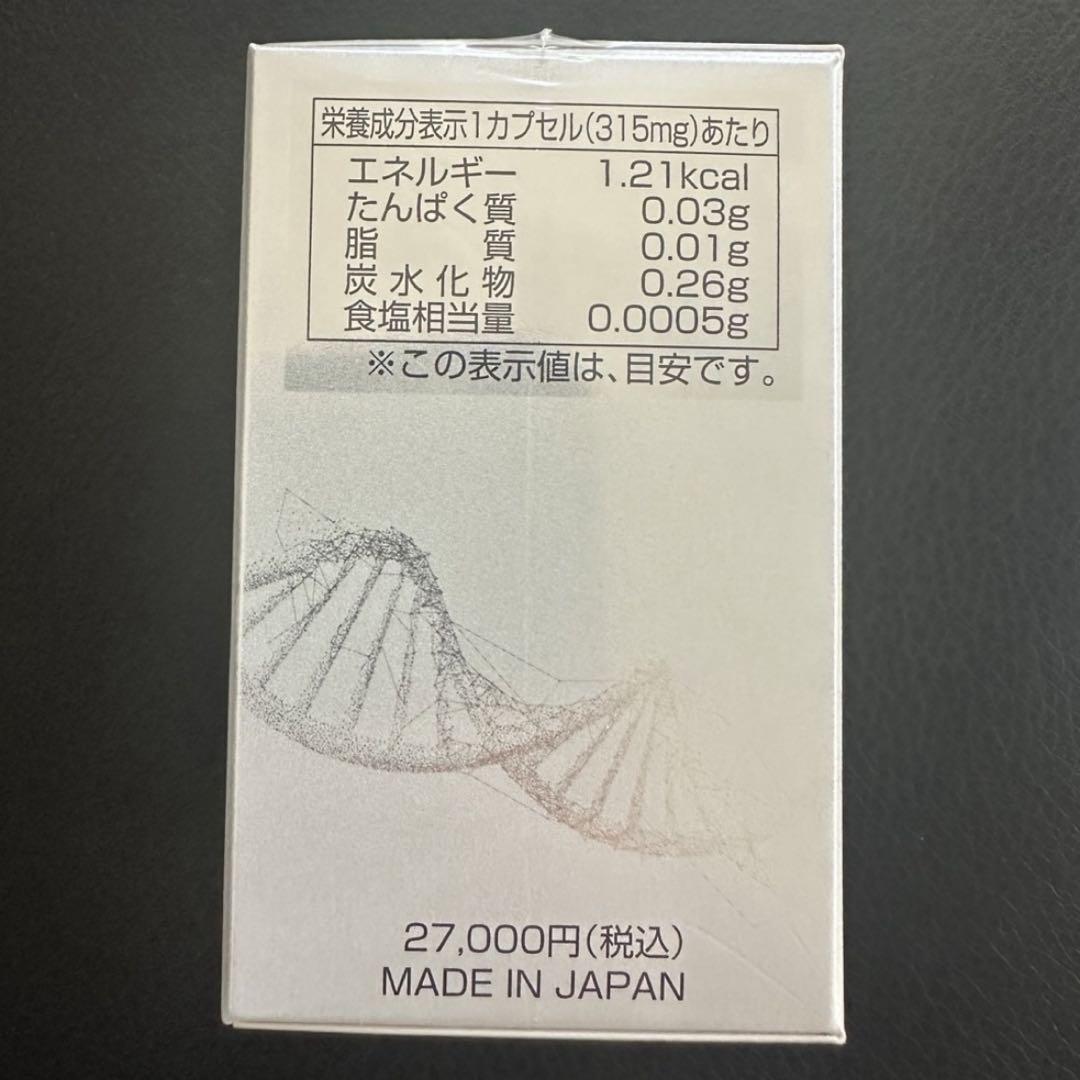 栄養成分表示1カプセル(315mg)あたり
エネルギー 1.21kcal
たんぱく質 0.03g
脂質 0.01g
炭水化物 0.26g
食塩相当量 0.0005g
※この表示値は、目安です。
27,000円(税込)
MADE IN JAPAN